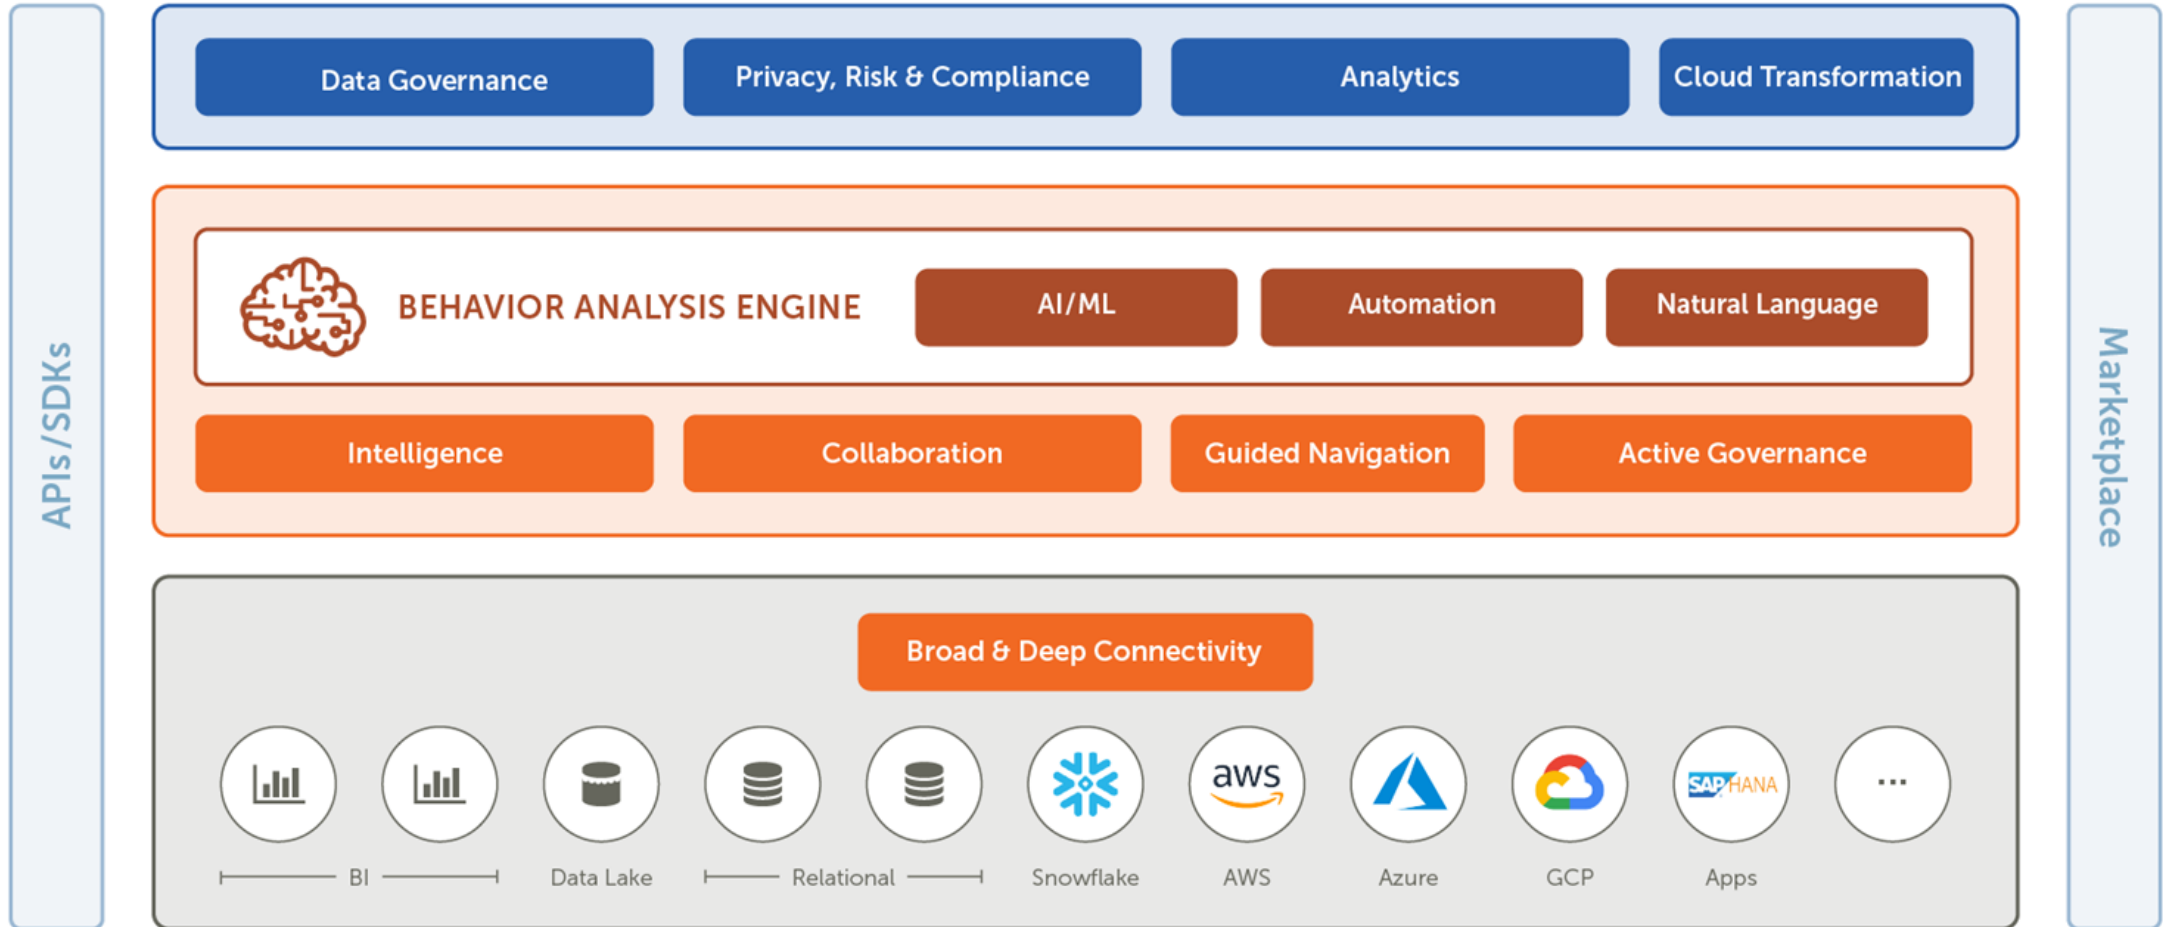 Data Governance
Privacy, Risk & Compliance
Analytics
Cloud Transformation
APIs/SDKs
BEHAVIOR ANALYSIS ENGINE
AI/ML
Automation
Natural Language
Intelligence
Collaboration
Guided Navigation
Active Governance
Marketplace
Broad & Deep Connectivity
aws
SAP HANA
...
BI
Data Lake
Relational
Snowflake
AWS
Azure
GCP
Apps